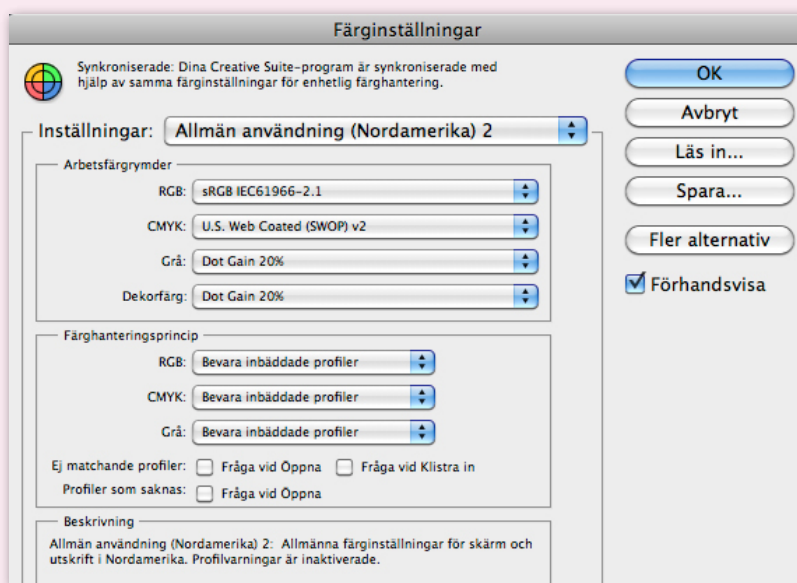 Färginställningar
Synkroniserade: Dina Creative Suite-program är synkroniserade med
hjälp av samma färginställningar för enhetlig färghantering.
OK
Avbryt
Läs in...
Spara...
Fler alternativ
Förhandsvisa
Inställningar: Allmän användning (Nordamerika) 2
Arbetsfärgrymder
RGB: sRGB IEC61966-2.1
CMYK: U.S. Web Coated (SWOP) v2
Grå: Dot Gain 20%
Dekorfärg: Dot Gain 20%
Färghanteringsprincip
RGB: Bevara inbäddade profiler
CMYK: Bevara inbäddade profiler
Grå: Bevara inbäddade profiler
Ej matchande profiler: Fråga vid Öppna Fråga vid Klistra in
Profiler som saknas: Fråga vid Öppna
Beskrivning
Allmän användning (Nordamerika) 2: Allmänna färginställningar för skärm och
utskrift i Nordamerika. Profilvarningar är inaktiverade.